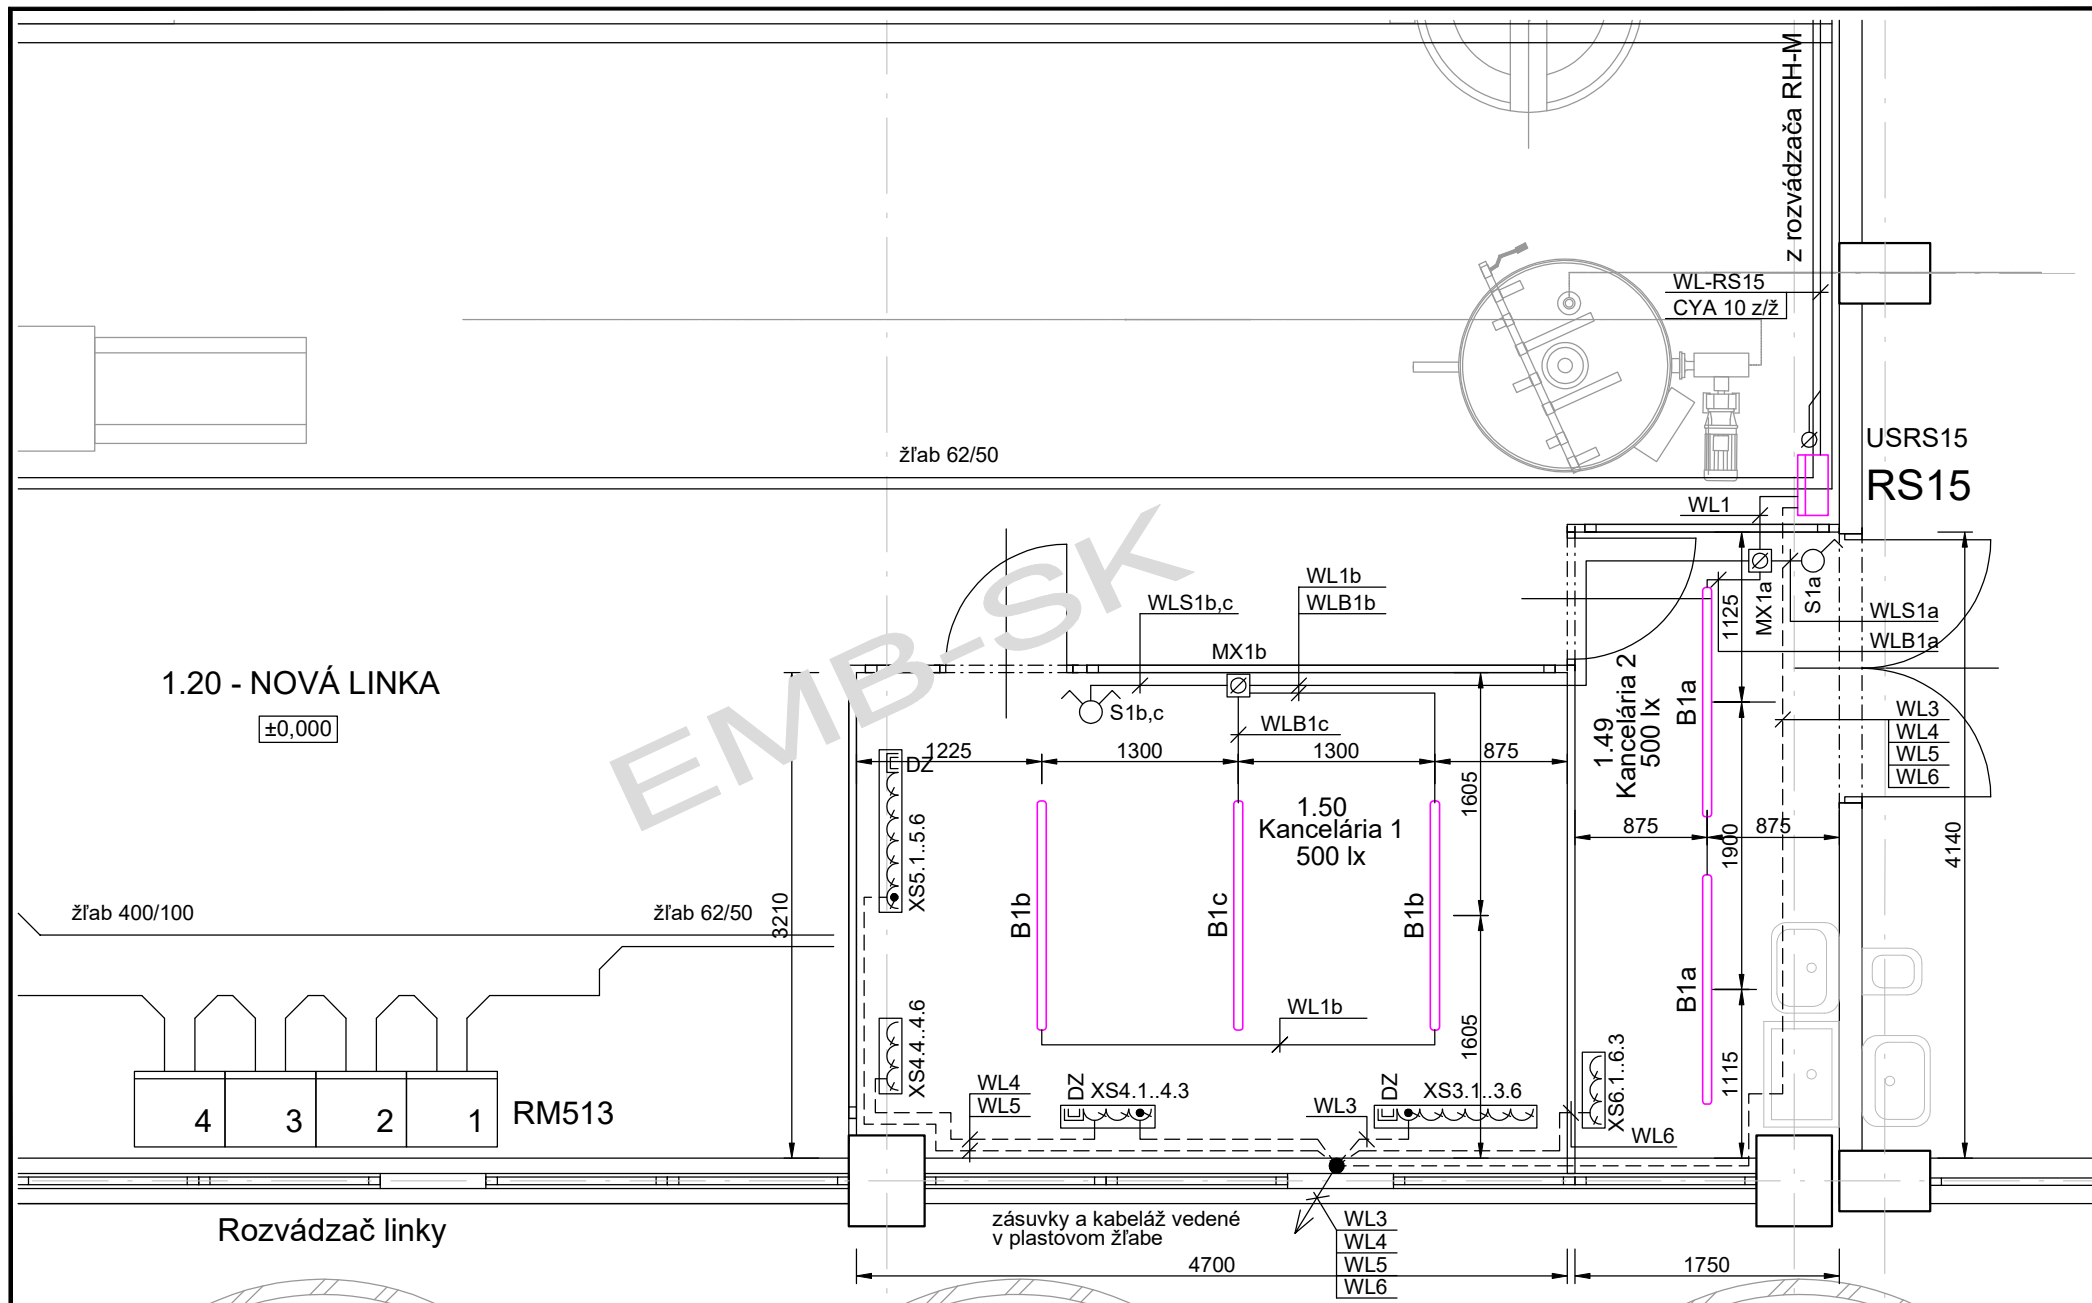 z rozvádzača RH-M
WL-RS15
CYA 10 z/ž
USRS15
RS15
žľab 62/50
WL1
WL1b
WLB1b
WLS1b,c
MX1b
S1b,c
WLB1c
MX1a
S1a
1125
WLS1a
WLB1a
1.20 - NOVÁ LINKA
±0,000
EMB-SK
1225
1300
1300
875
1605
DZ
XS5.1..5.6
1.50
Kancelária 1
500 lx
1.49
Kancelária 2
500 lx
B1a
875
875
1900
4140
WL3
WL4
WL5
WL6
žľab 400/100
žľab 62/50
3210
B1b
B1c
B1b
B1a
XS4.4..4.6
WL1b
1605
1115
WL4
WL5
DZ
XS4.1..4.3
WL3
DZ
XS3.1..3.6
XS6.1..6.3
WL6
4
3
2
1
RM513
Rozvádzač linky
zásuvky a kabeláž vedené
v plastovom žľabe
WL3
WL4
WL5
WL6
4700
1750